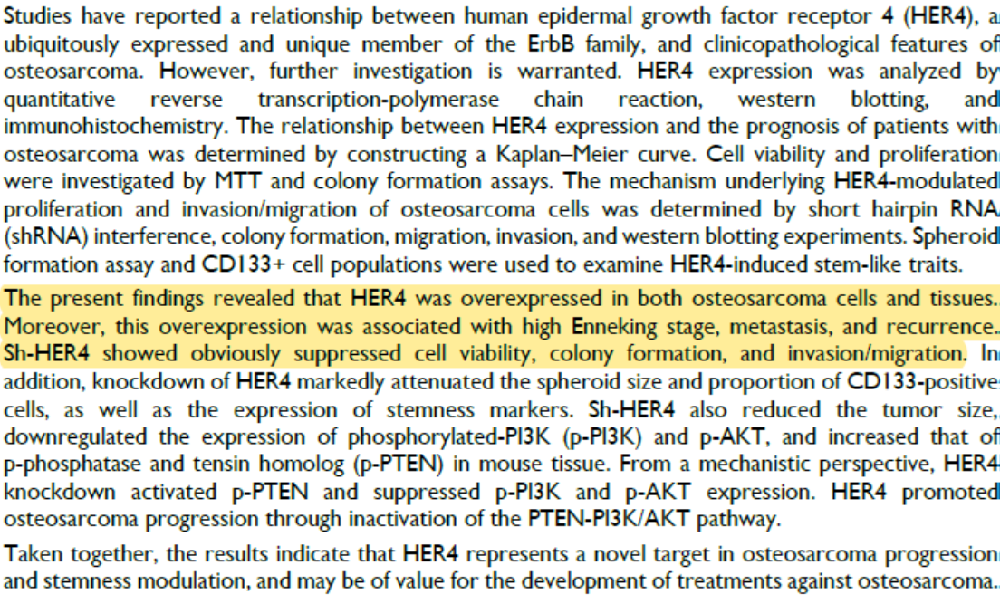 Studies have reported a relationship between human epidermal growth factor receptor 4 (HER4), a
ubiquitously expressed and unique member of the ErbB family, and clinicopathological features of
osteosarcoma. However, further investigation is warranted. HER4 expression was analyzed by
quantitative reverse transcription-polymerase chain reaction, western blotting, and
immunohistochemistry. The relationship between HER4 expression and the prognosis of patients with
osteosarcoma was determined by constructing a Kaplan–Meier curve. Cell viability and proliferation
were investigated by MTT and colony formation assays. The mechanism underlying HER4-modulated
proliferation and invasion/migration of osteosarcoma cells was determined by short hairpin RNA
(shRNA) interference, colony formation, migration, invasion, and western blotting experiments. Spheroid
formation assay and CD133+ cell populations were used to examine HER4-induced stem-like traits.
The present findings revealed that HER4 was overexpressed in both osteosarcoma cells and tissues.
Moreover, this overexpression was associated with high Enneking stage, metastasis, and recurrence.
Sh-HER4 showed obviously suppressed cell viability, colony formation, and invasion/migration. In
addition, knockdown of HER4 markedly attenuated the spheroid size and proportion of CD133-positive
cells, as well as the expression of stemness markers. Sh-HER4 also reduced the tumor size,
downregulated the expression of phosphorylated-PI3K (p-PI3K) and p-AKT, and increased that of
p-phosphatase and tensin homolog (p-PTEN) in mouse tissue. From a mechanistic perspective, HER4
knockdown activated p-PTEN and suppressed p-PI3K and p-AKT expression. HER4 promoted
osteosarcoma progression through inactivation of the PTEN-PI3K/AKT pathway.
Taken together, the results indicate that HER4 represents a novel target in osteosarcoma progression
and stemness modulation, and may be of value for the development of treatments against osteosarcoma.